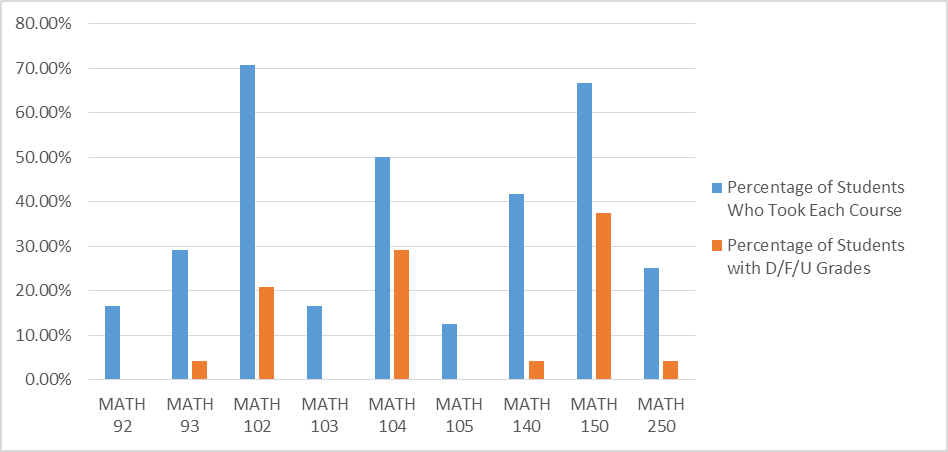 80.00%
70.00%
60.00%
50.00%
40.00%
30.00%
20.00%
10.00%
0.00%
MATH 92
MATH 93
MATH 102
MATH 103
MATH 104
MATH 105
MATH 140
MATH 150
MATH 250
Percentage of Students
Who Took Each Course
Percentage of Students
with D/F/U Grades